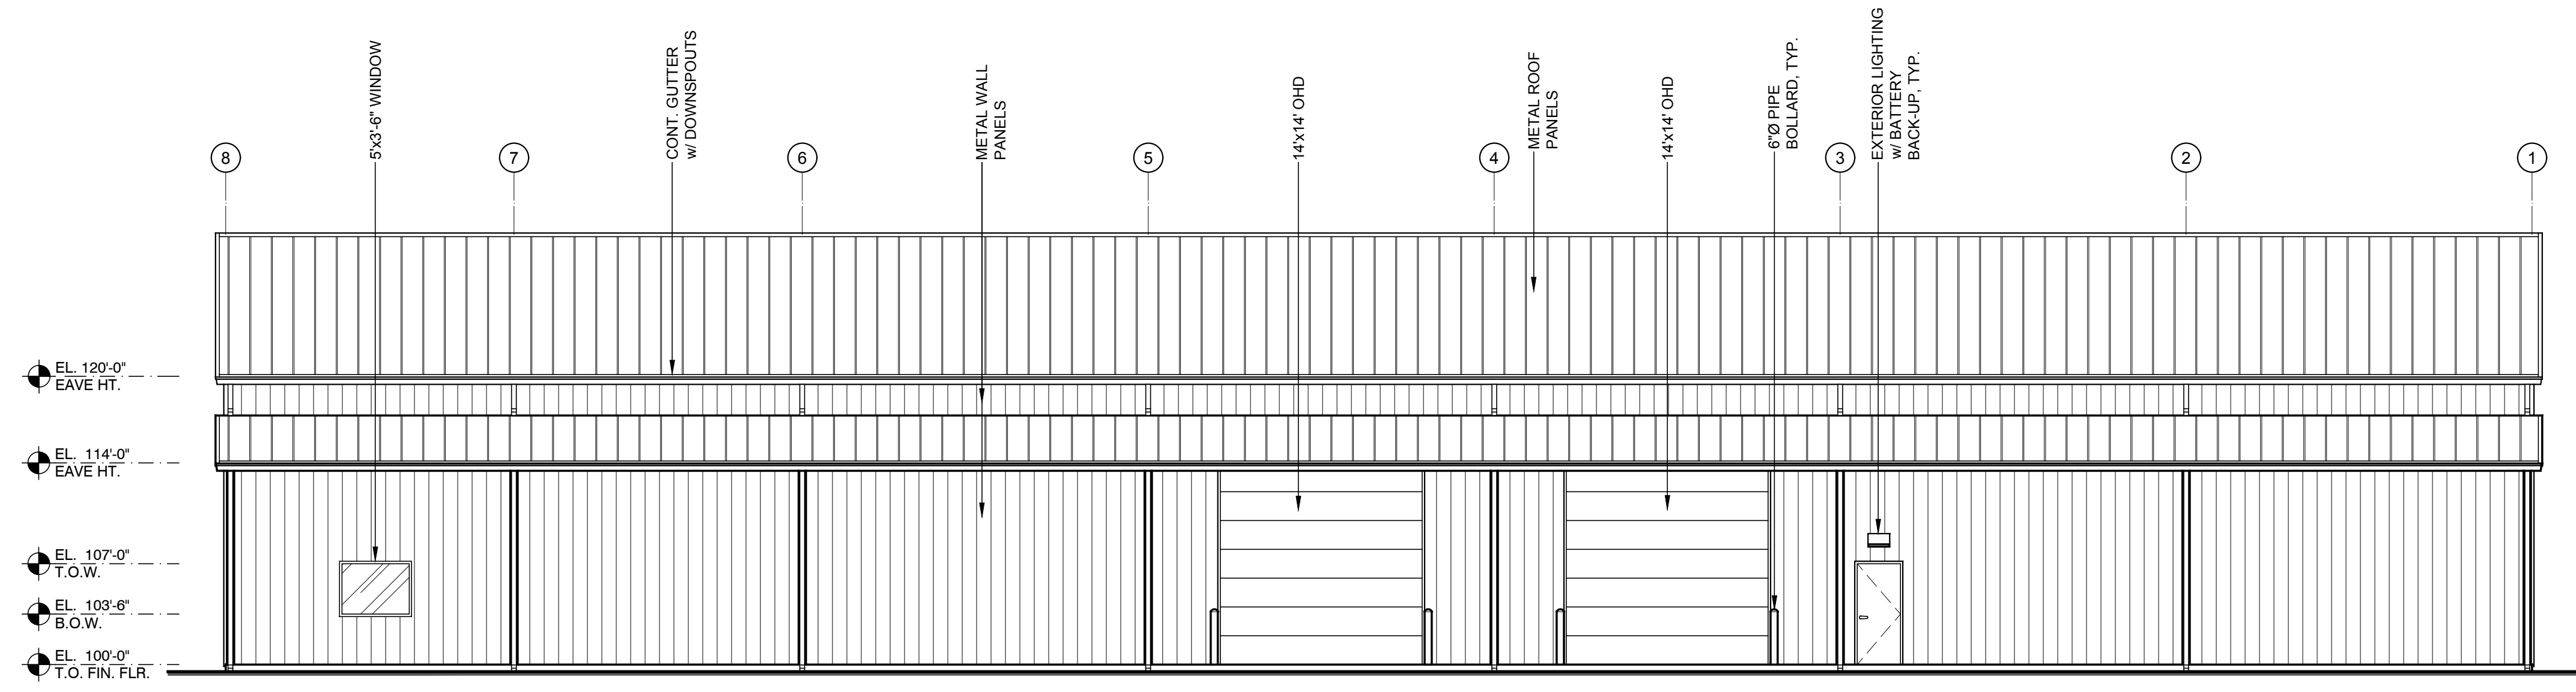 5'x3'-6" WINDOW
CONT. GUTTER
w/ DOWNSPOUTS
METAL WALL
PANELS
14'x14' OHD
METAL ROOF
PANELS
14'x14' OHD
6"Ø PIPE
BOLLARD, TYP.
EXTERIOR LIGHTING
w/ BATTERY
BACK-UP, TYP.
8
7
6
5
4
3
2
1
EL. 120'-0"
EAVE HT.
EL. 114'-0"
EAVE HT.
EL. 107'-0"
T.O.W.
EL. 103'-6"
B.O.W.
EL. 100'-0"
T.O. FIN. FLR.